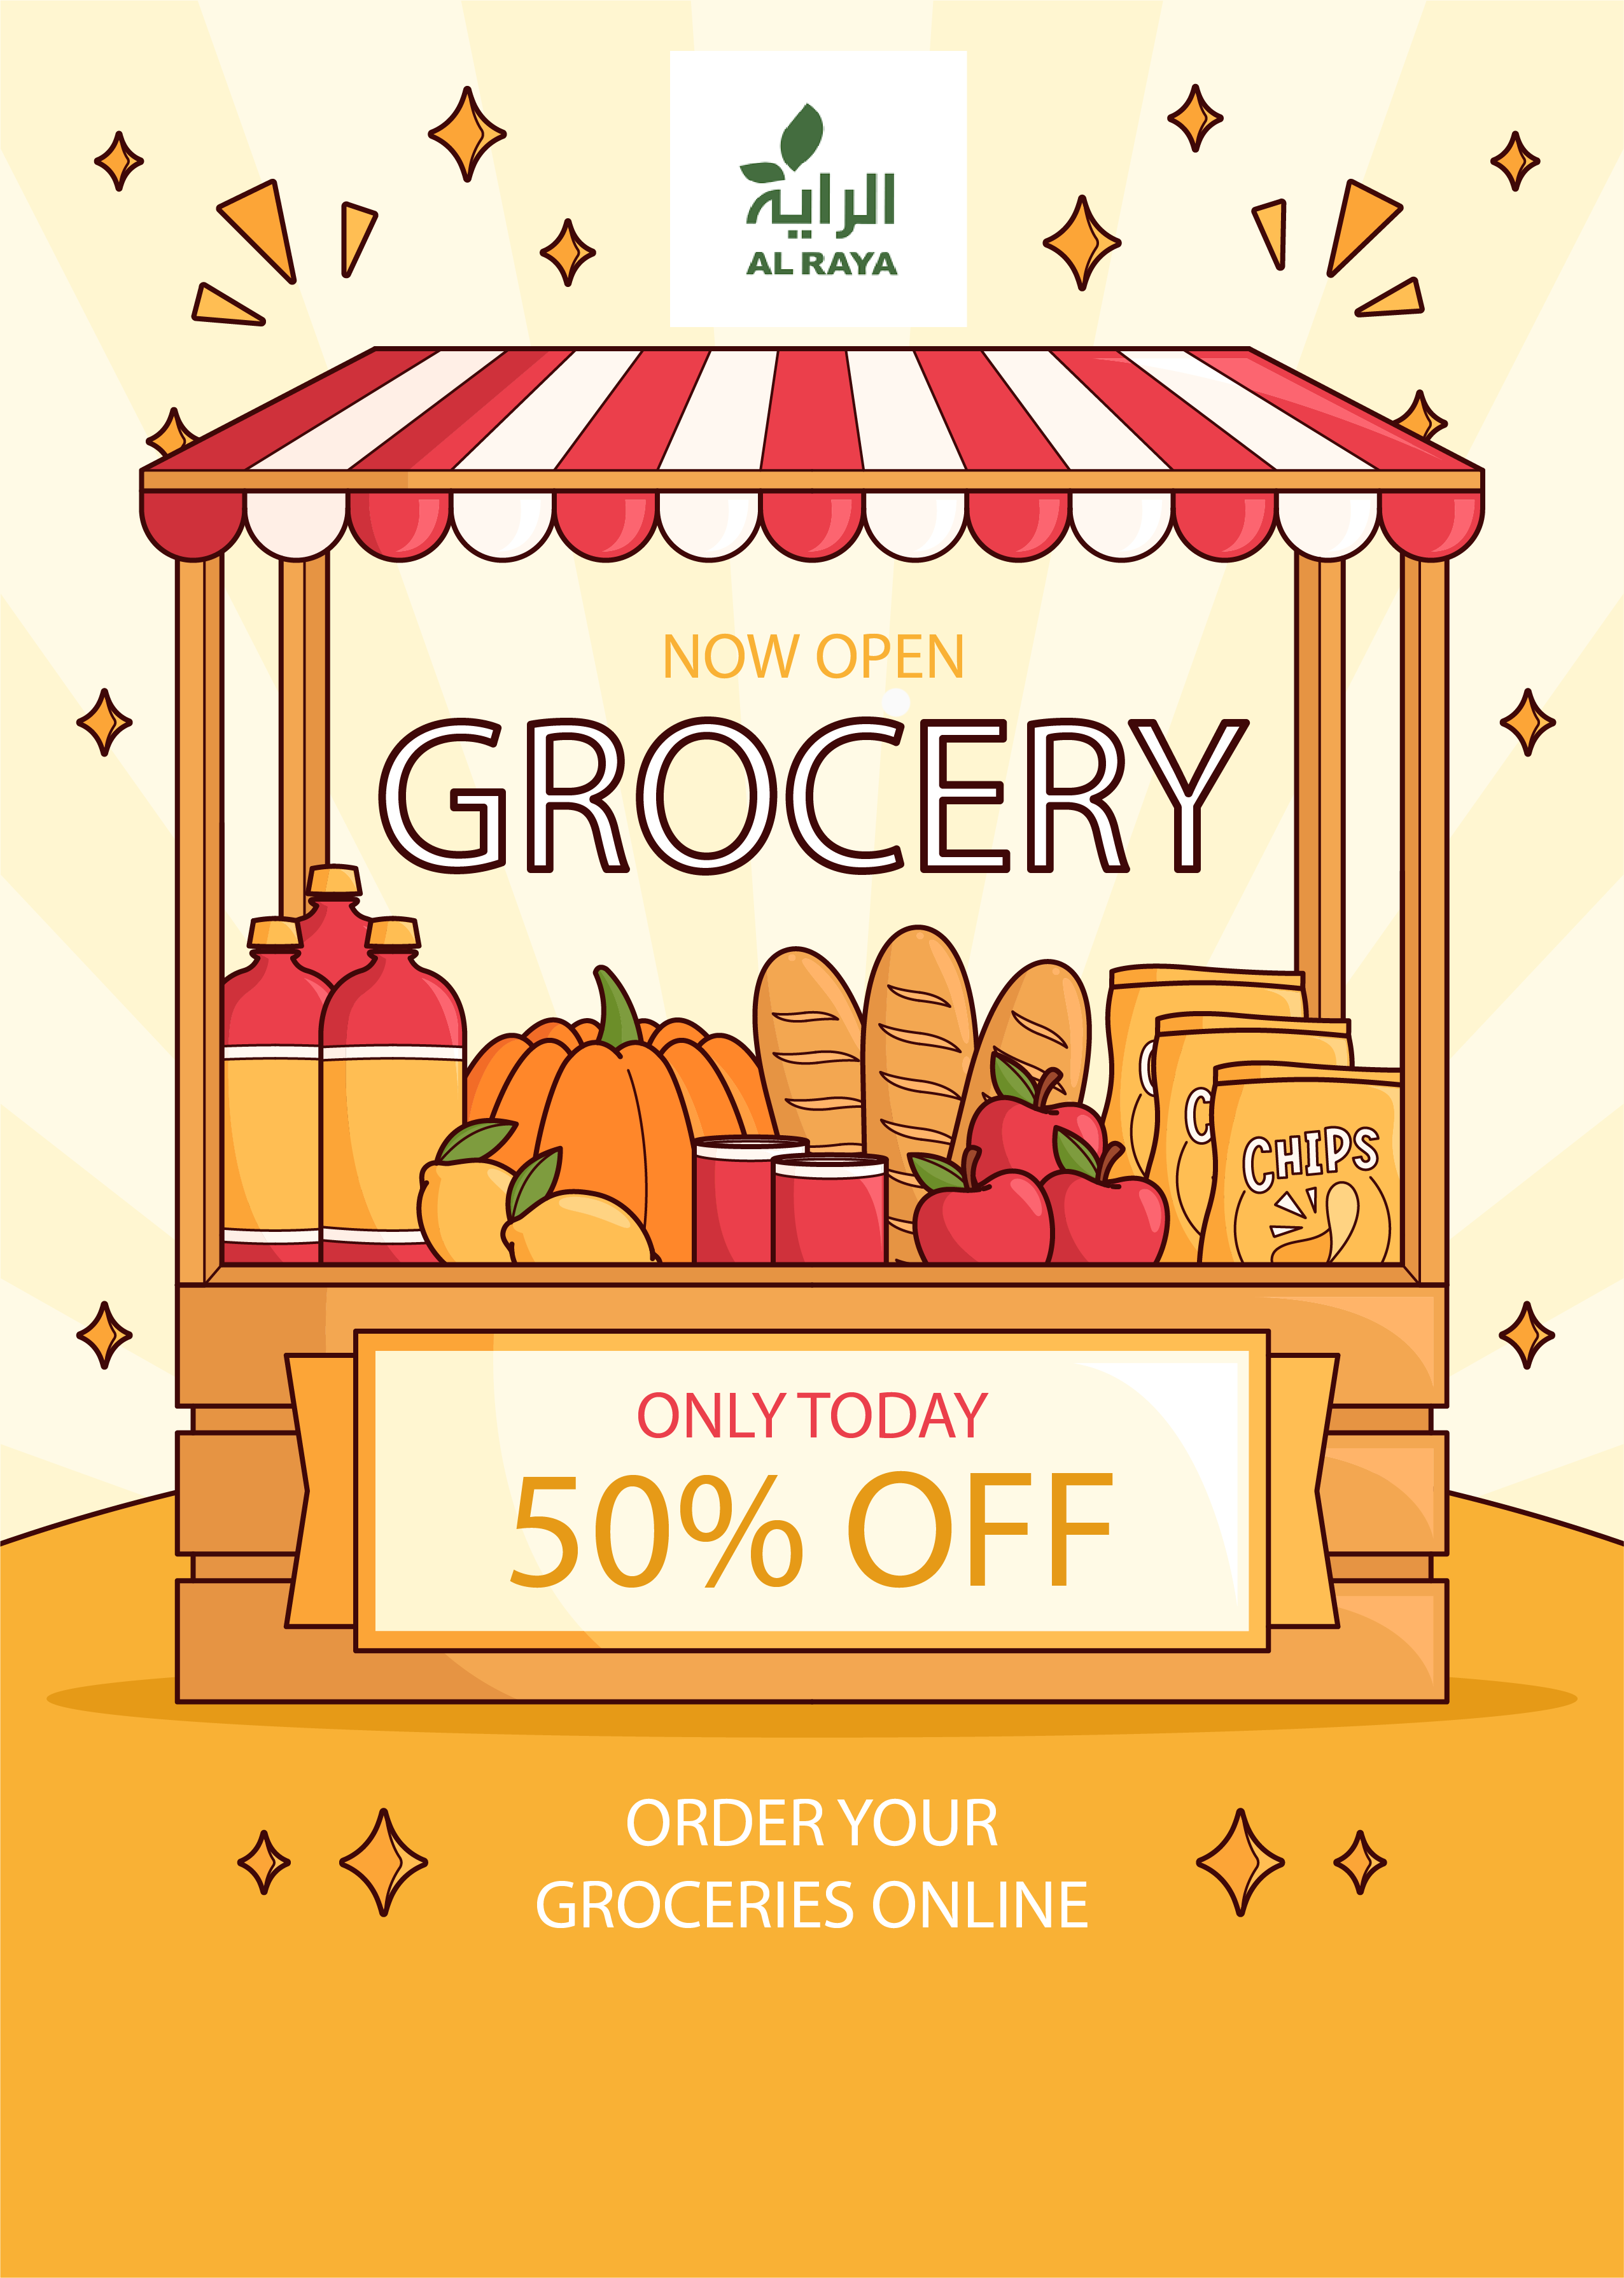 الراية
AL RAYA
NOW OPEN
GROCERY
C
C
CHIPS
ONLY TODAY
50% OFF
ORDER YOUR
GROCERIES ONLINE